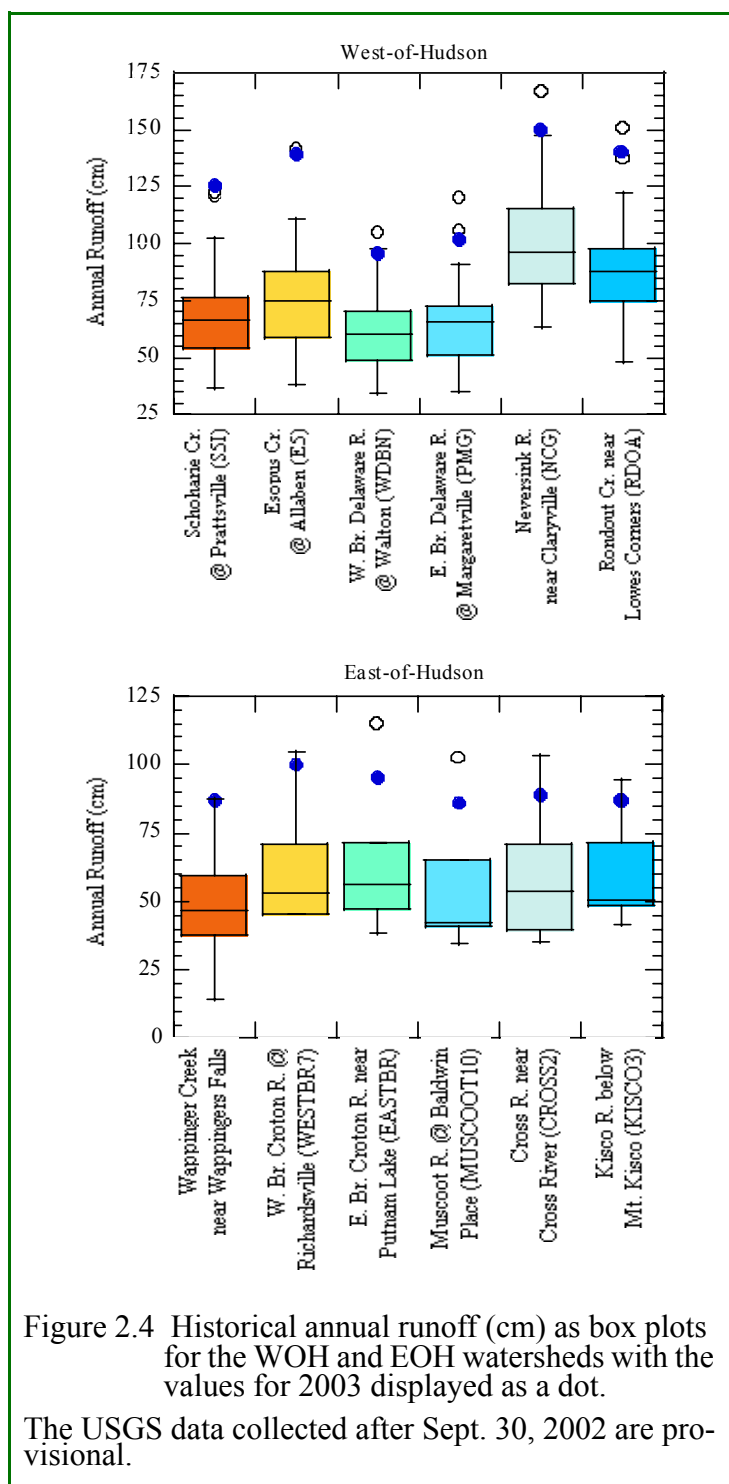 West-of-Hudson
Annual Runoff (cm)
175
150
125
100
75
50
25
Schoharie Cr.
@ Prattsville (S5I)
Esopus Cr.
@ Allaben (E5)
W. Br. Delaware R.
@ Walton (WDBN)
E. Br. Delaware R.
@ Margaretville (PMG)
Neversink R.
near Claryville (NCG)
Rondout Cr. near
Lowes Corners (RDOA)
East-of-Hudson
Annual Runoff (cm)
125
100
75
50
25
0
Wappinger Creek
near Wappingers Falls
W. Br. Croton R. @
Richardsville (WESTBR7)
E. Br. Croton R. near
Putnam Lake (EASTBR)
Muscoot R. @ Baldwin
Place (MUSCOOT10)
Cross R. near
Cross River (CROSS2)
Kisco R. below
Mt. Kisco (KISCO3)
Figure 2.4 Historical annual runoff (cm) as box plots
for the WOH and EOH watersheds with the
values for 2003 displayed as a dot.
The USGS data collected after Sept. 30, 2002 are pro-
visional.